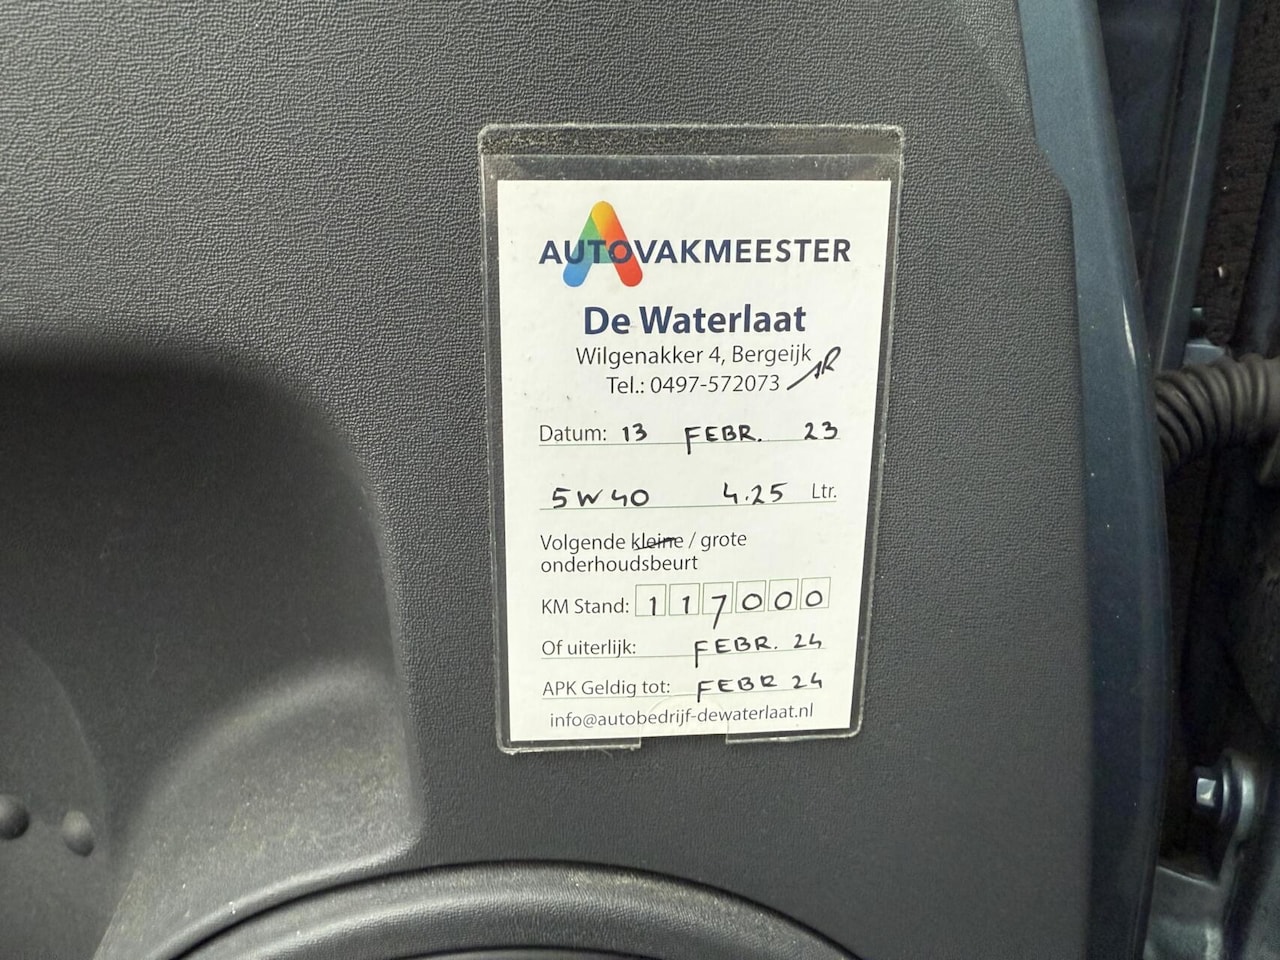 AUTOVAKMEESTER
De Waterlaat
Wilgenakker 4, Bergeijk
Tel.: 0497-572073
Datum: 13 FEBR. 23
5W40 4.25 Ltr.
Volgende kleine / grote
onderhoudsbeurt
KM Stand: 117000
Of uiterlijk: FEBR. 24
APK Geldig tot: FEBR 24
info@autobedrijf-dewaterlaat.nl